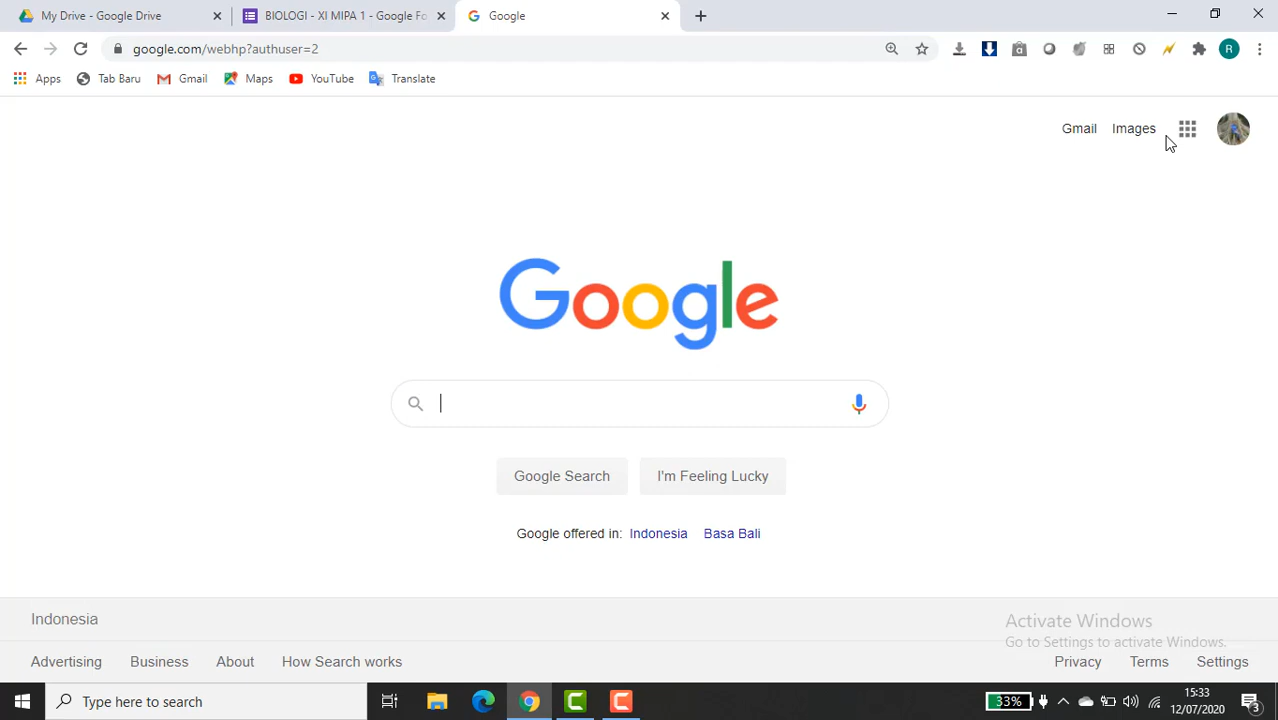 My Drive - Google Drive
BIOLOGI - XI MIPA 1 - Google Fo
Google
google.com/webhp?authuser=2
R
Apps
Tab Baru
Gmail
Maps
YouTube
Translate
Gmail
Images
Google
Google Search
I'm Feeling Lucky
Google offered in: Indonesia Basa Bali
Indonesia
Activate Windows
Go to Settings to activate Windows.
Advertising
Business
About
How Search works
Privacy
Terms
Settings
Type here to search
33%
15:33
12/07/2020
3